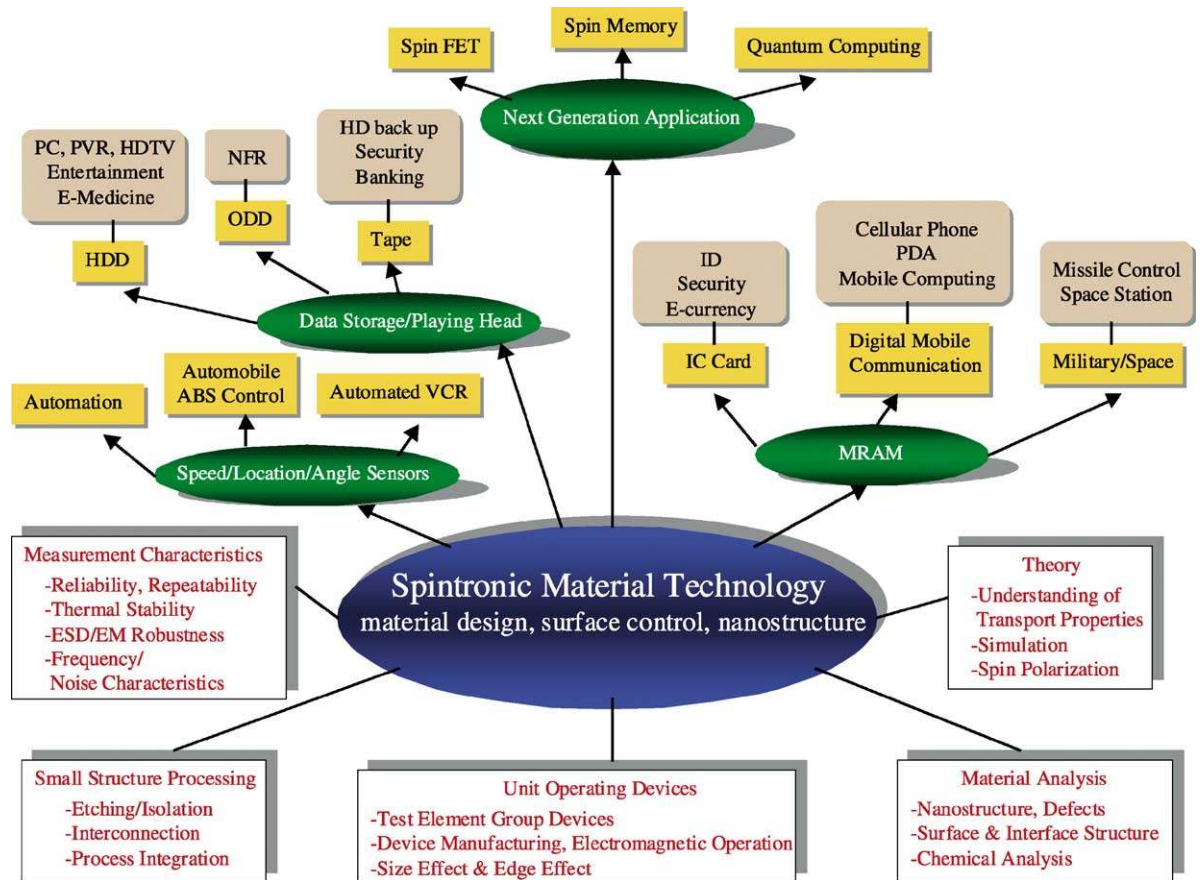 Spin FET
Spin Memory
Quantum Computing
Next Generation Application
PC, PVR, HDTV
Entertainment
E-Medicine
HDD
NFR
ODD
HD back up
Security
Banking
Tape
Data Storage/Playing Head
ID
Security
E-currency
IC Card
Cellular Phone
PDA
Mobile Computing
Digital Mobile
Communication
Missile Control
Space Station
Military/Space
MRAM
Automation
Automobile
ABS Control
Automated VCR
Speed/Location/Angle Sensors
Spintronic Material Technology
material design, surface control, nanostructure
Measurement Characteristics
-Reliability, Repeatability
-Thermal Stability
-ESD/EM Robustness
-Frequency/
Noise Characteristics
Theory
-Understanding of
Transport Properties
-Simulation
-Spin Polarization
Small Structure Processing
-Etching/Isolation
-Interconnection
-Process Integration
Unit Operating Devices
-Test Element Group Devices
-Device Manufacturing, Electromagnetic Operation
-Size Effect & Edge Effect
Material Analysis
-Nanostructure, Defects
-Surface & Interface Structure
-Chemical Analysis